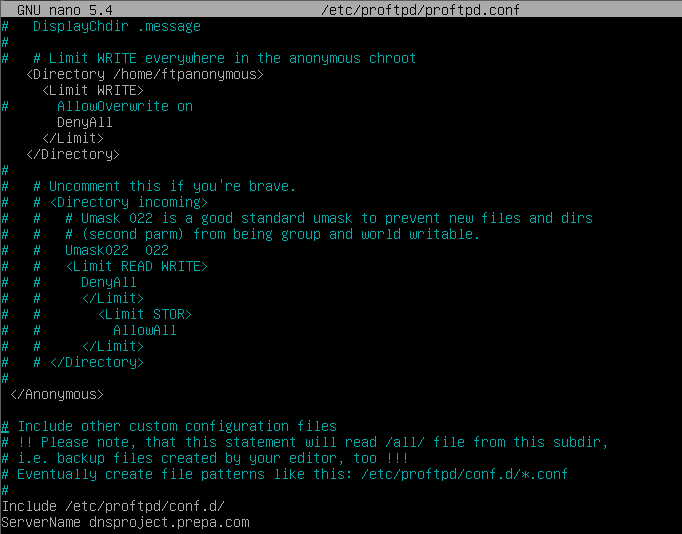 GNU nano 5.4 /etc/proftpd/proftpd.conf
#   DisplayChdir .message
#
#   # Limit WRITE everywhere in the anonymous chroot
   <Directory /home/ftpanonymous>
     <Limit WRITE>
#      AllowOverwrite on
       DenyAll
     </Limit>
   </Directory>
#
#   # Uncomment this if you're brave.
#   # <Directory incoming>
#   #   # Umask 022 is a good standard umask to prevent new files and dirs
#   #   # (second parm) from being group and world writable.
#   #   Umask022  022
#   #   <Limit READ WRITE>
#   #     DenyAll
#   #     </Limit>
#   #       <Limit STOR>
#   #         AllowAll
#   #     </Limit>
#   # </Directory>
#
 </Anonymous>
# Include other custom configuration files
# !! Please note, that this statement will read /all/ file from this subdir,
# i.e. backup files created by your editor, too !!!
# Eventually create file patterns like this: /etc/proftpd/conf.d/*.conf
#
Include /etc/proftpd/conf.d/
ServerName dnsproject.prepa.com